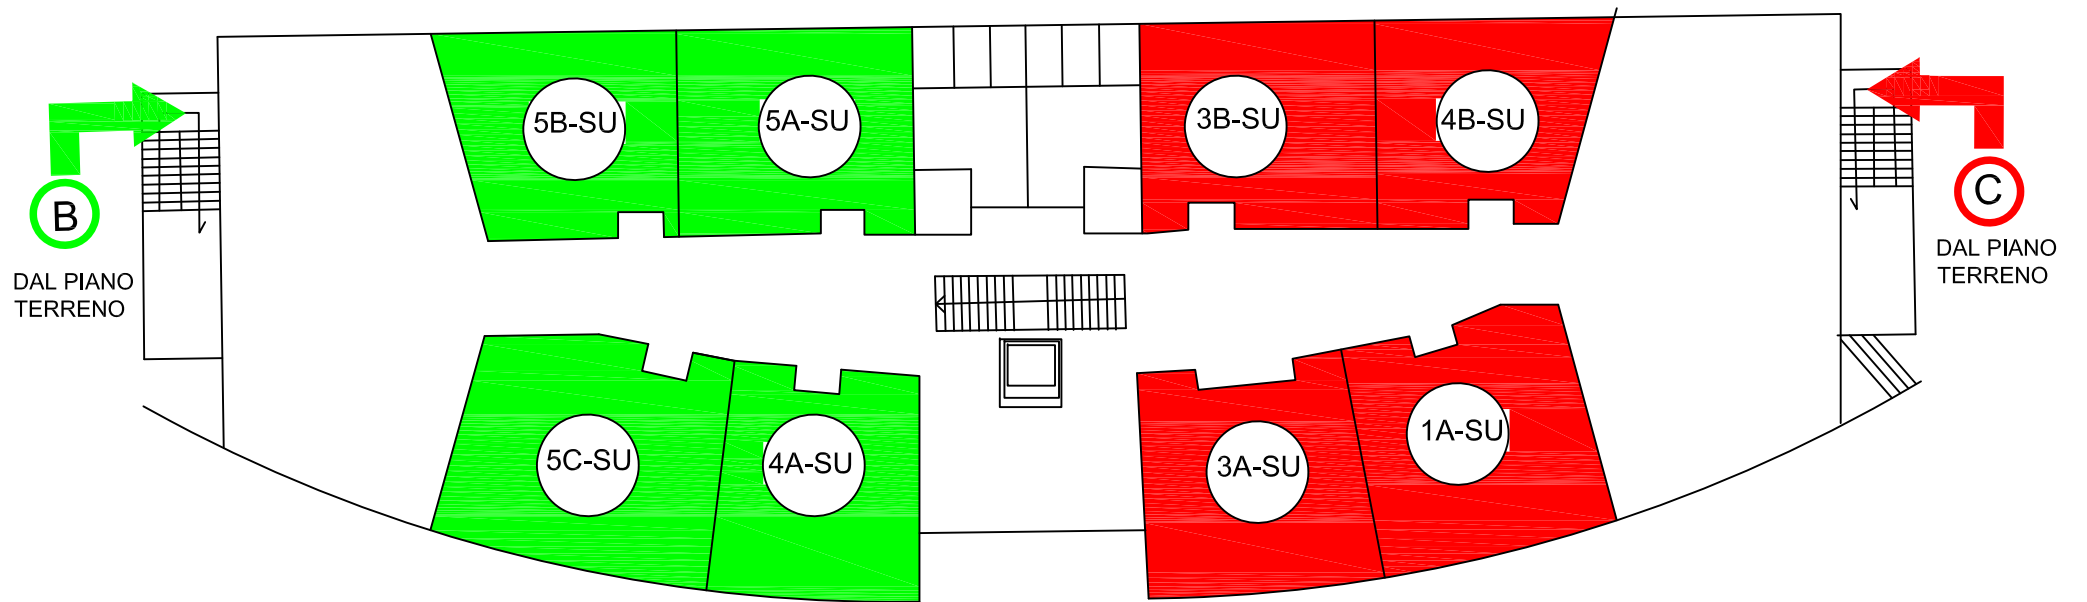 5B-SU
5A-SU
3B-SU
4B-SU
B
DAL PIANO
TERRENO
C
DAL PIANO
TERRENO
5C-SU
4A-SU
3A-SU
1A-SU